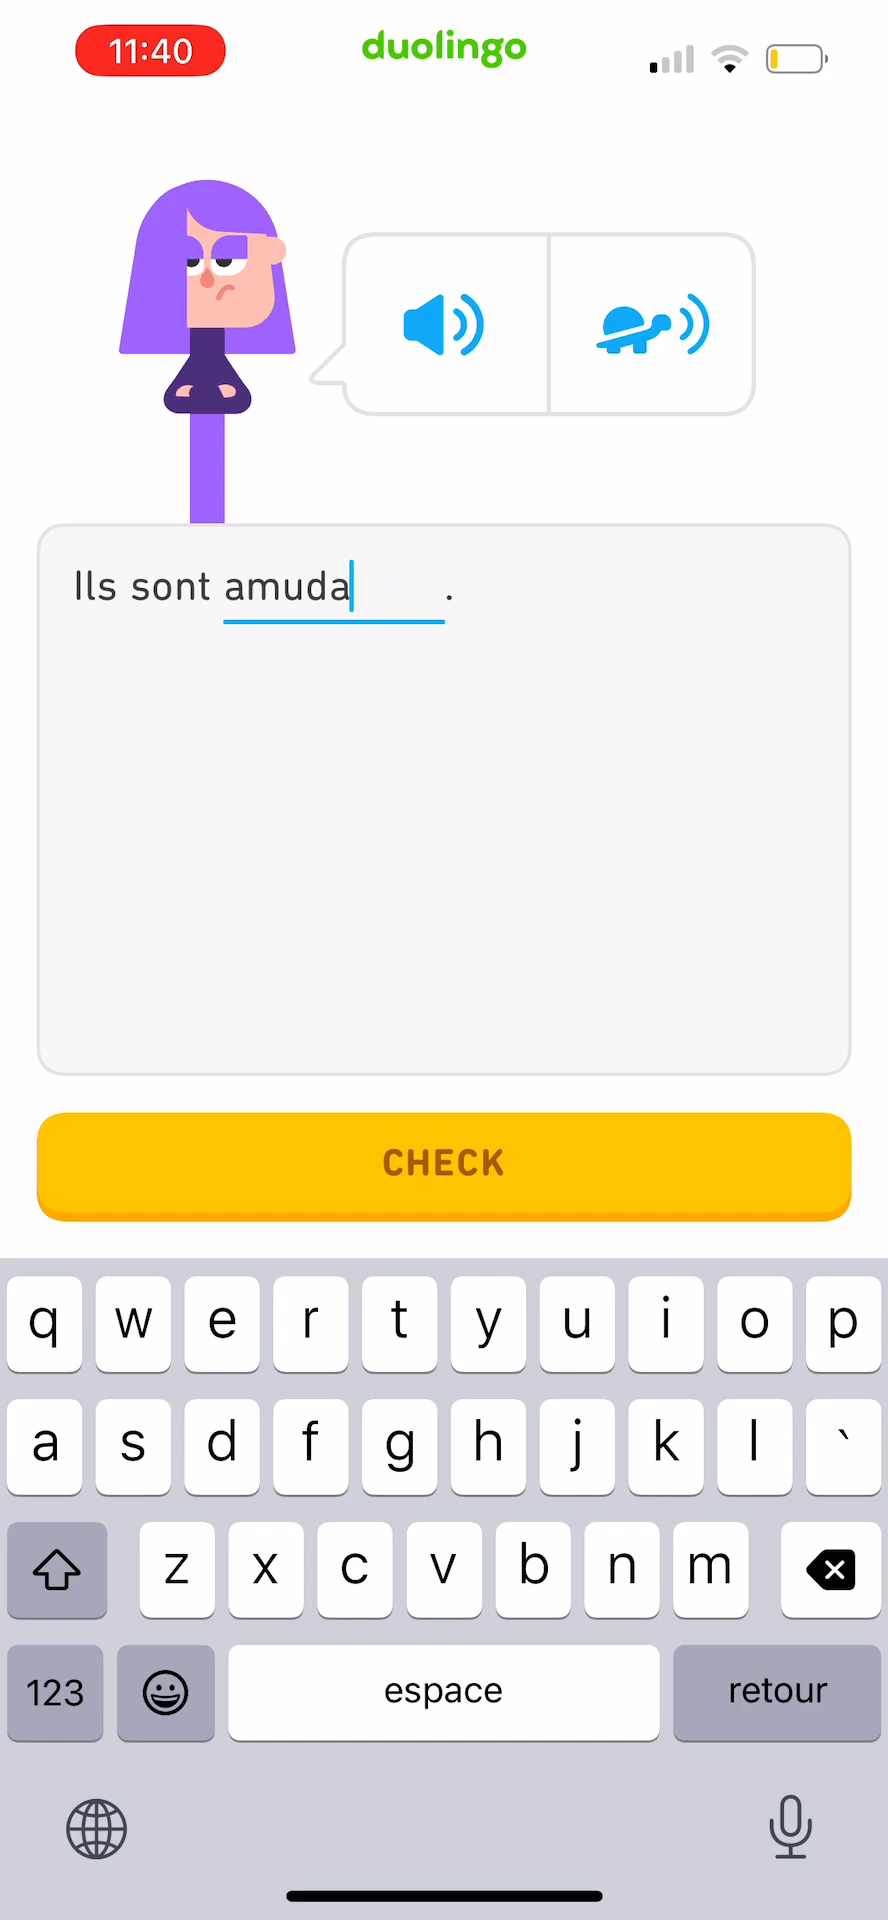 11:40
duolingo
Ils sont amuda .
CHECK
q w e r t y u i o p
a s d f g h j k l `
z x c v b n m
123 espace retour